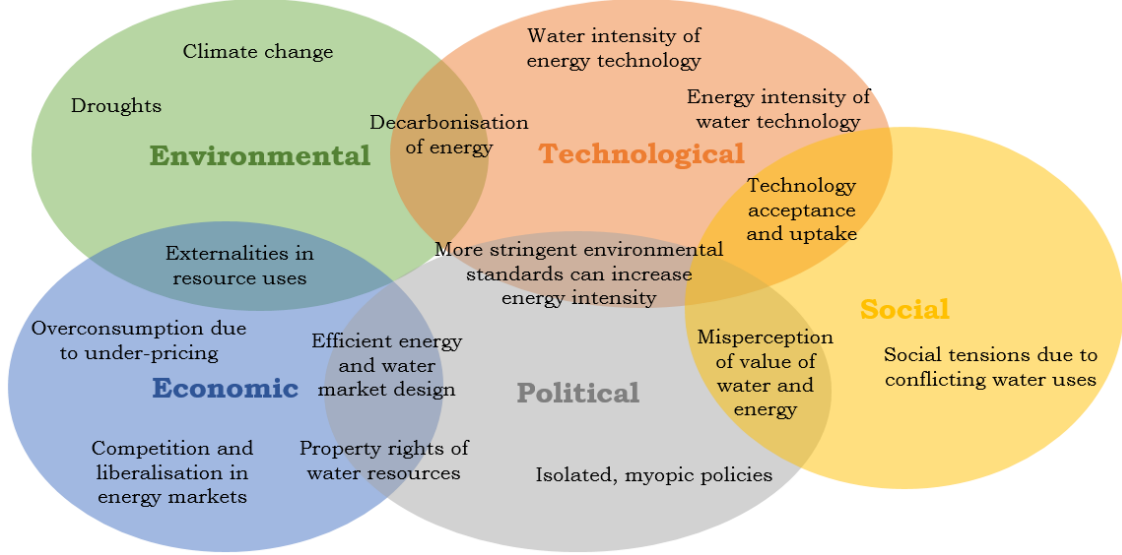 Climate change
Droughts
Environmental
Decarbonisation
of energy
Water intensity of
energy technology
Energy intensity of
water technology
Technological
Technology
acceptance
and uptake
Externalities in
resource uses
More stringent environmental
standards can increase
energy intensity
Social
Social tensions due to
conflicting water uses
Misperception
of value of
water and
energy
Overconsumption due
to under-pricing
Economic
Efficient energy
and water
market design
Political
Competition and
liberalisation in
energy markets
Property rights of
water resources
Isolated, myopic policies